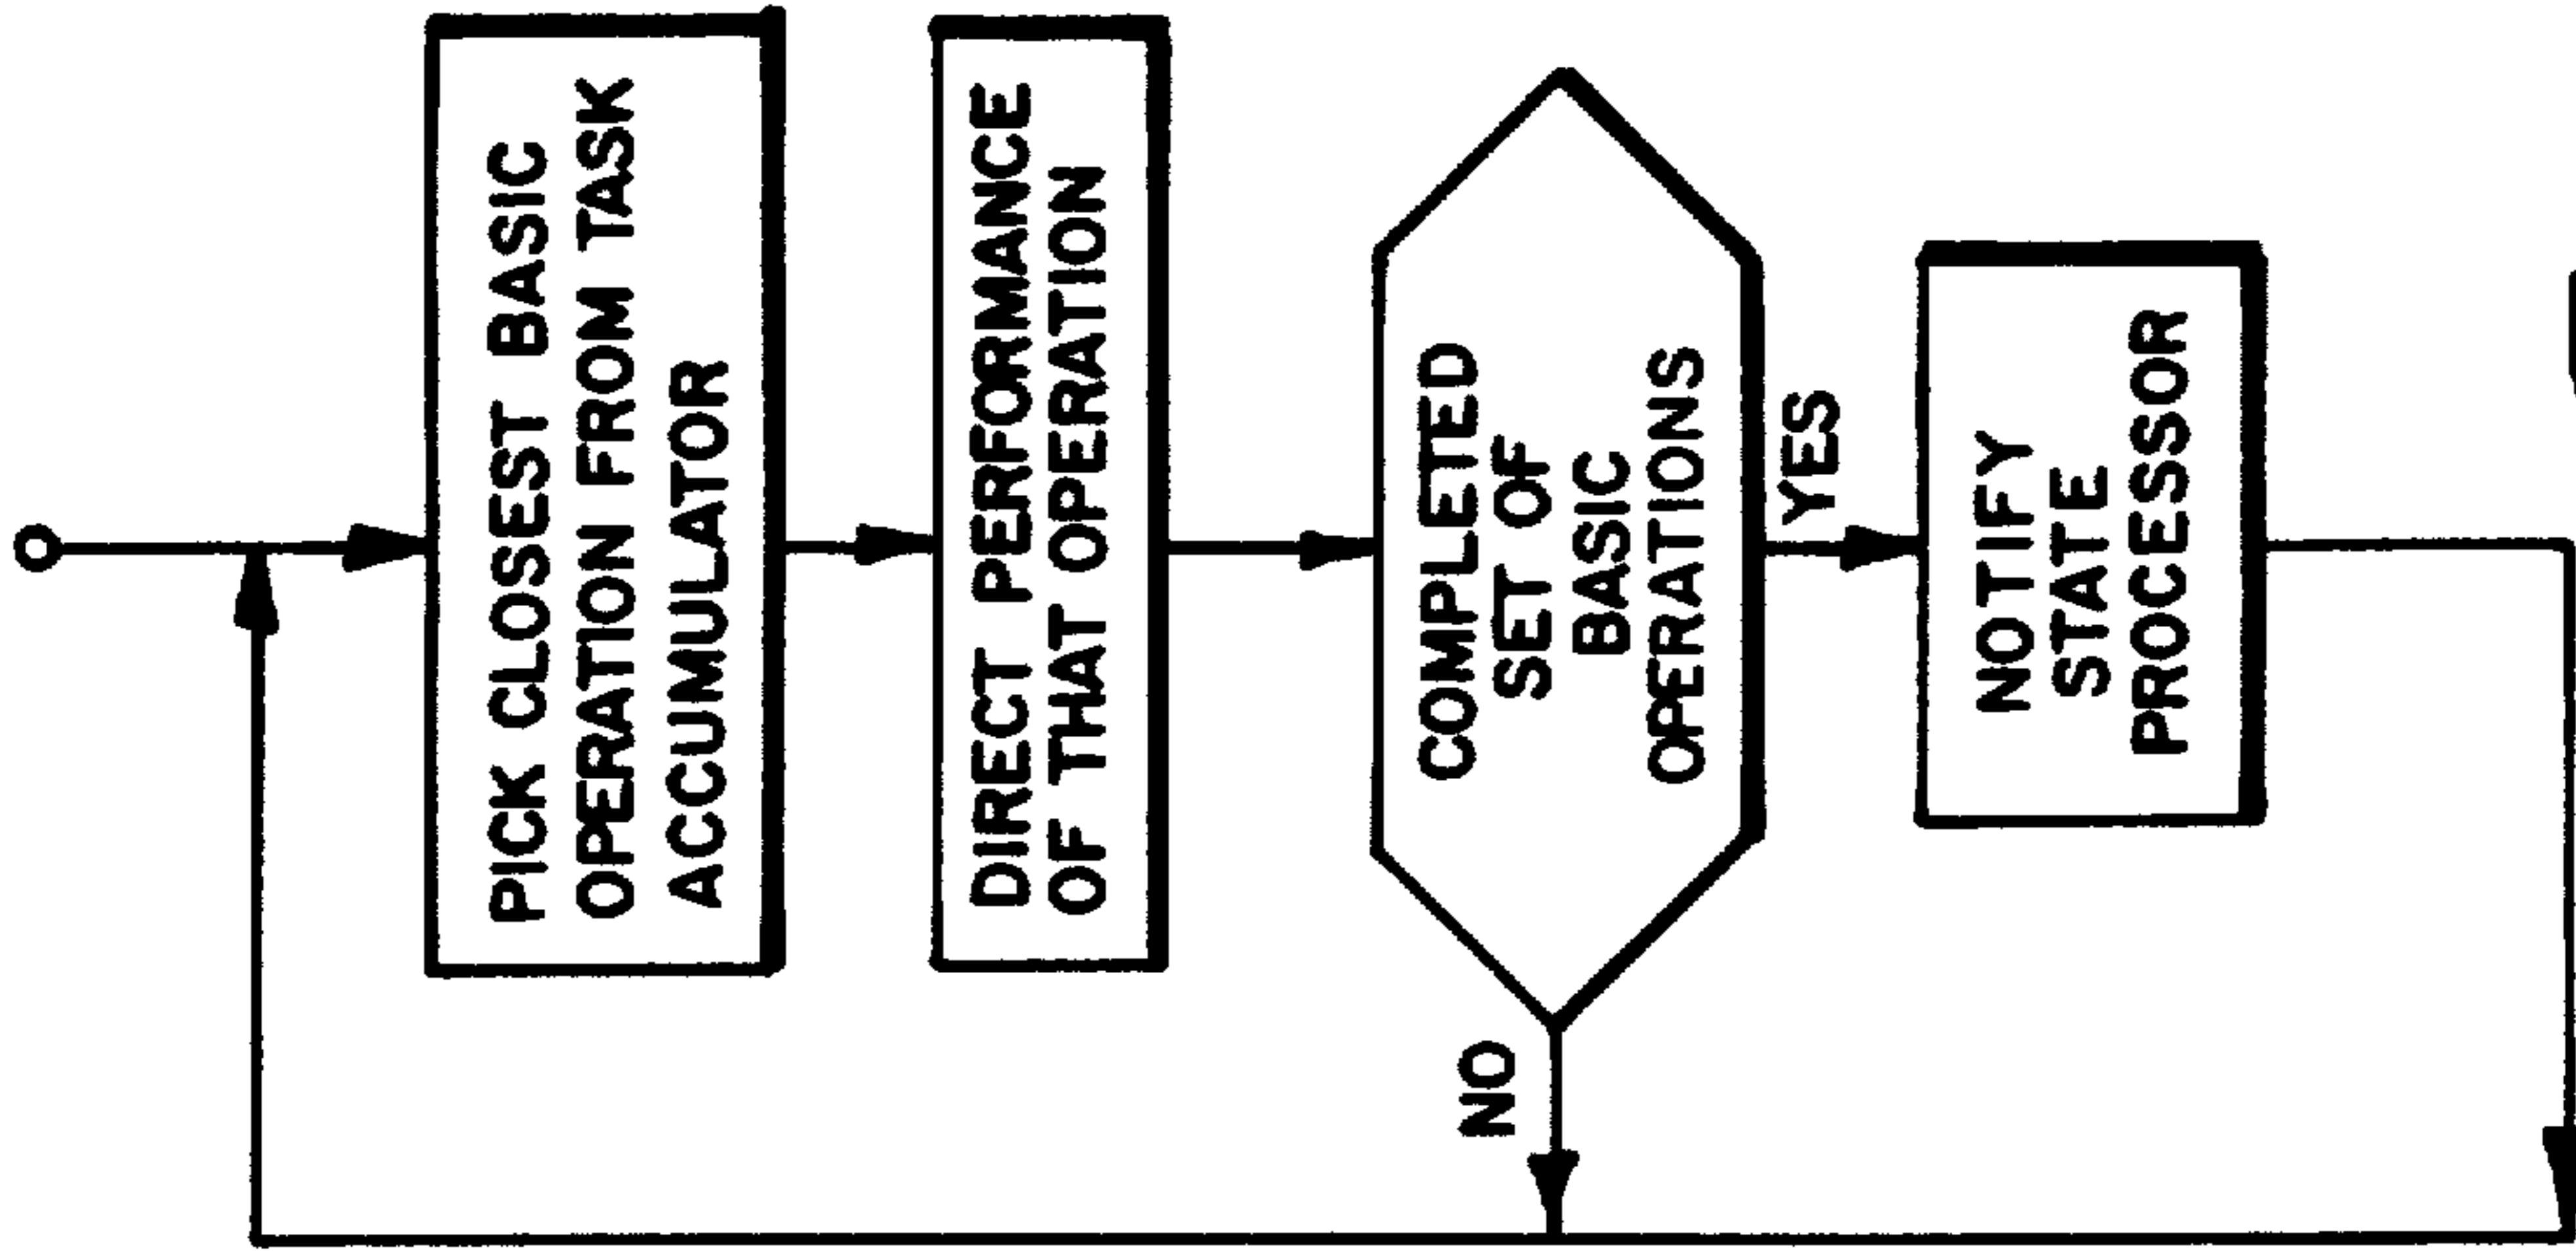 PICK CLOSEST BASIC
OPERATION FROM TASK
ACCUMULATOR
DIRECT PERFORMANCE
OF THAT OPERATION
COMPLETED
SET OF
BASIC
OPERATIONS
NO
YES
NOTIFY
STATE
PROCESSOR